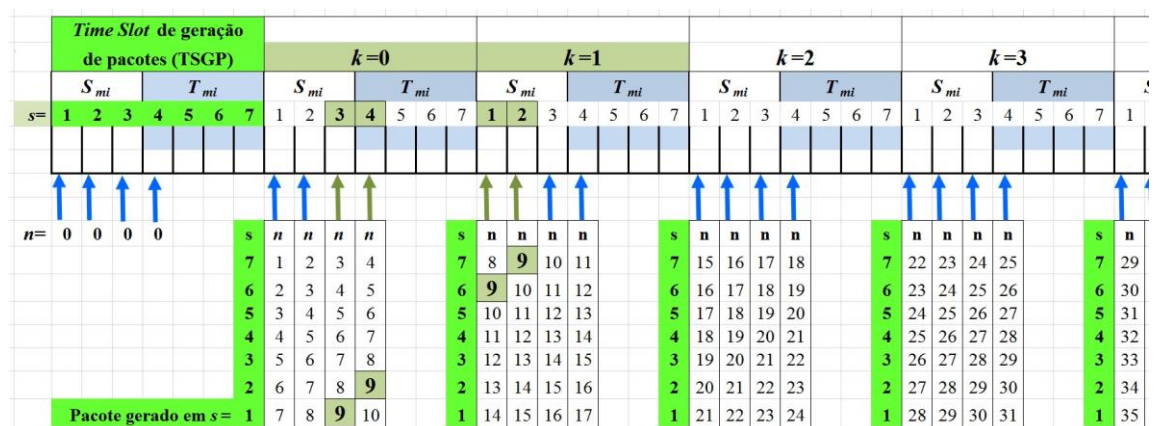 Time Slot de geração
de pacotes (TSGP) k=0 k=1 k=2 k=3
S mi T mi S mi T mi S mi T mi S mi T mi S mi T mi S
s= 1 2 3 4 5 6 7 1 2 3 4 5 6 7 1 2 3 4 5 6 7 1 2 3 4 5 6 7 1 2 3 4 5 6 7 1
n= 0 0 0 0 s n n n n s n n n n s n n n n s n n n n s n
7 1 2 3 4 7 8 9 10 11 7 15 16 17 18 7 22 23 24 25 7 29
6 2 3 4 5 6 9 10 11 12 6 16 17 18 19 6 23 24 25 26 6 30
5 3 4 5 6 5 10 11 12 13 5 17 18 19 20 5 24 25 26 27 5 31
4 4 5 6 7 4 11 12 13 14 4 18 19 20 21 4 25 26 27 28 4 32
3 5 6 7 8 3 12 13 14 15 3 19 20 21 22 3 26 27 28 29 3 33
2 6 7 8 9 2 13 14 15 16 2 20 21 22 23 2 27 28 29 30 2 34
Pacote gerado em s = 1 7 8 9 10 1 14 15 16 17 1 21 22 23 24 1 28 29 30 31 1 35